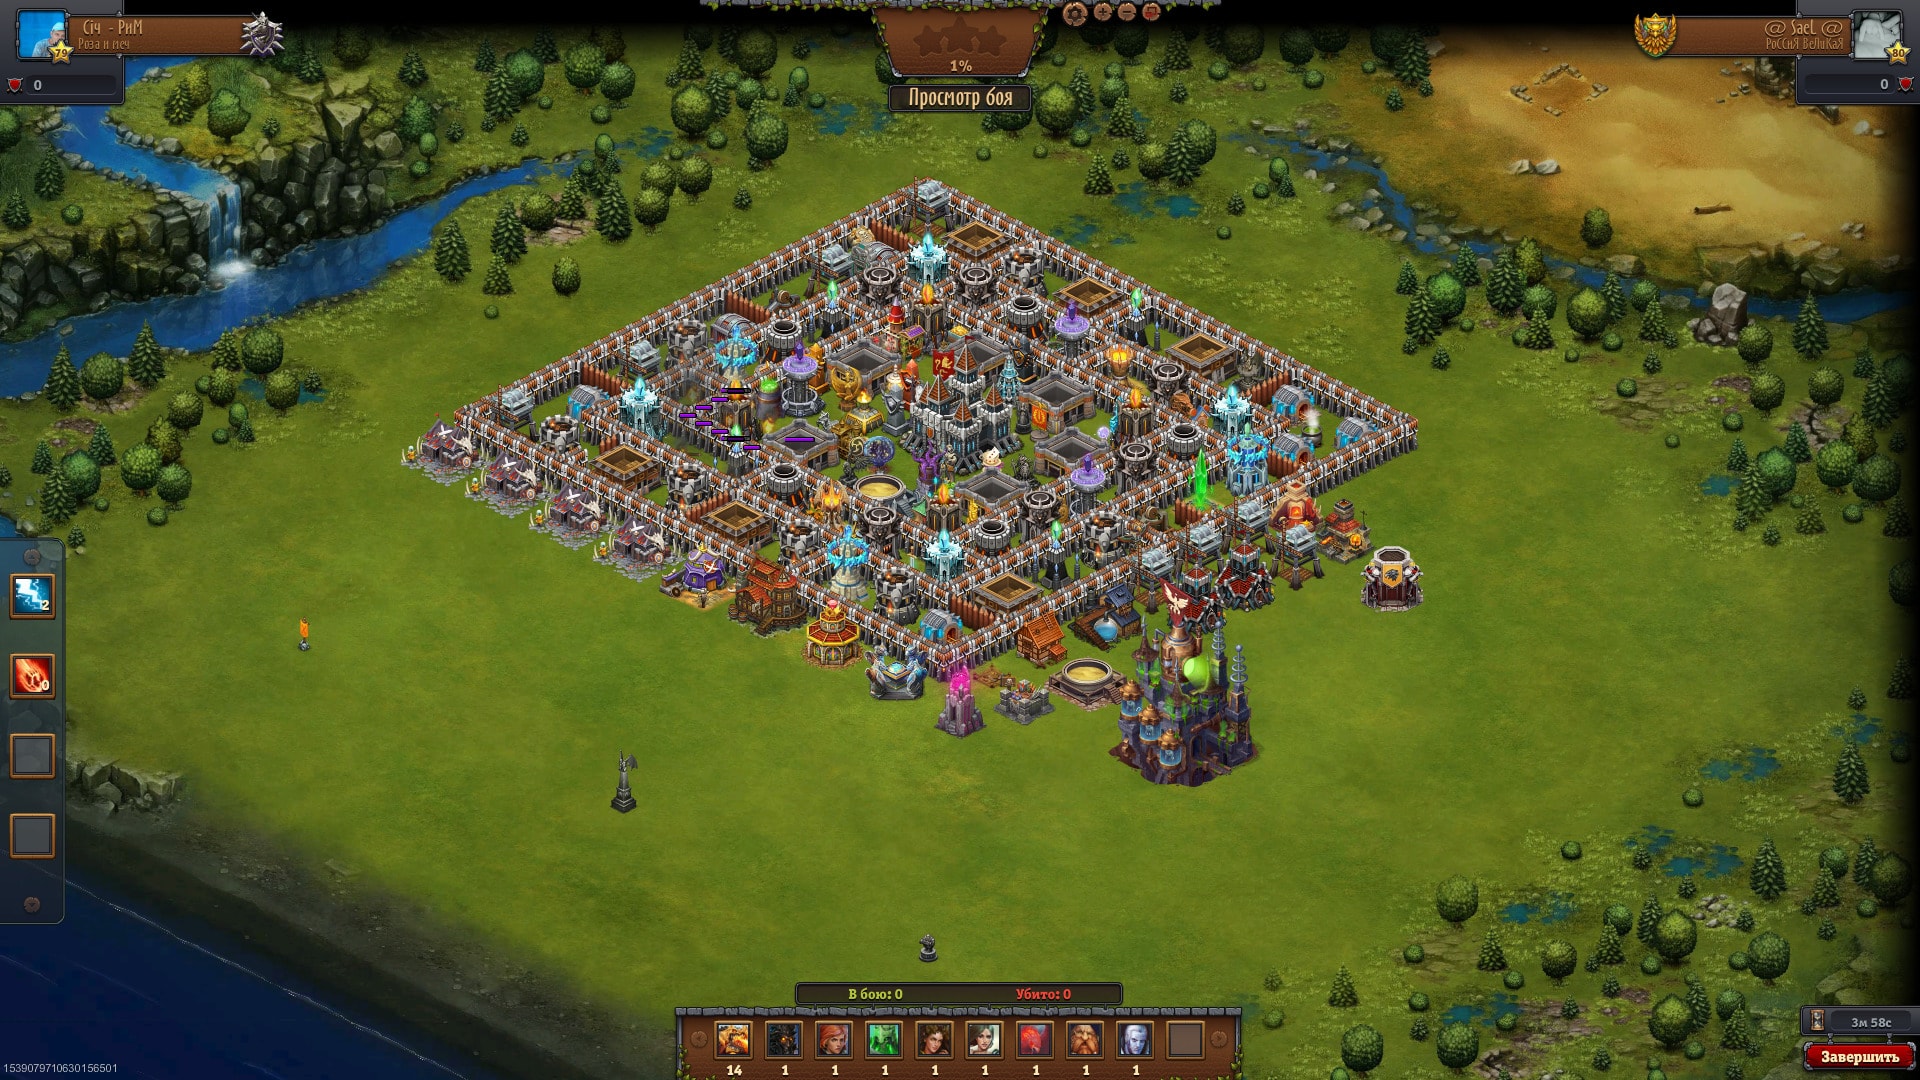 Січ - РиМ
Роза и меч
79
0
1%
Просмотр боя
@ SaeL @
РоССиЯ ВеЛиКаЯ
80
0
2
0
В бою: 0
Убито: 0
14 1 1 1 1 1 1 1 1
3м 58с
Завершить
1539079710630156501